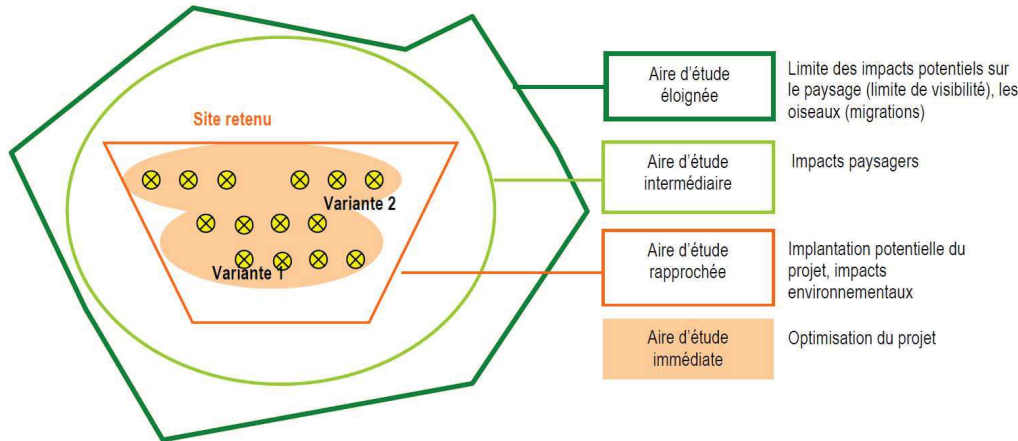 Site retenu
Variante 2
Variante 1
Aire d'étude
éloignée
Limite des impacts potentiels sur
le paysage (limite de visibilité), les
oiseaux (migrations)
Aire d'étude
intermédiaire
Impacts paysagers
Aire d'étude
rapprochée
Implantation potentielle du
projet, impacts
environnementaux
Aire d'étude
immédiate
Optimisation du projet